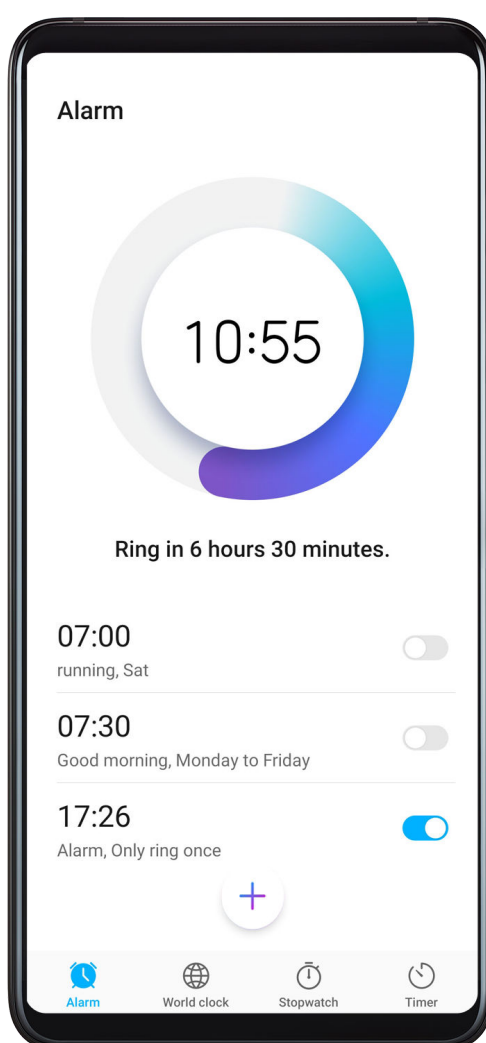 Alarm
10:55
Ring in 6 hours 30 minutes.
07:00
running, Sat
07:30
Good morning, Monday to Friday
17:26
Alarm, Only ring once
Alarm World clock Stopwatch Timer